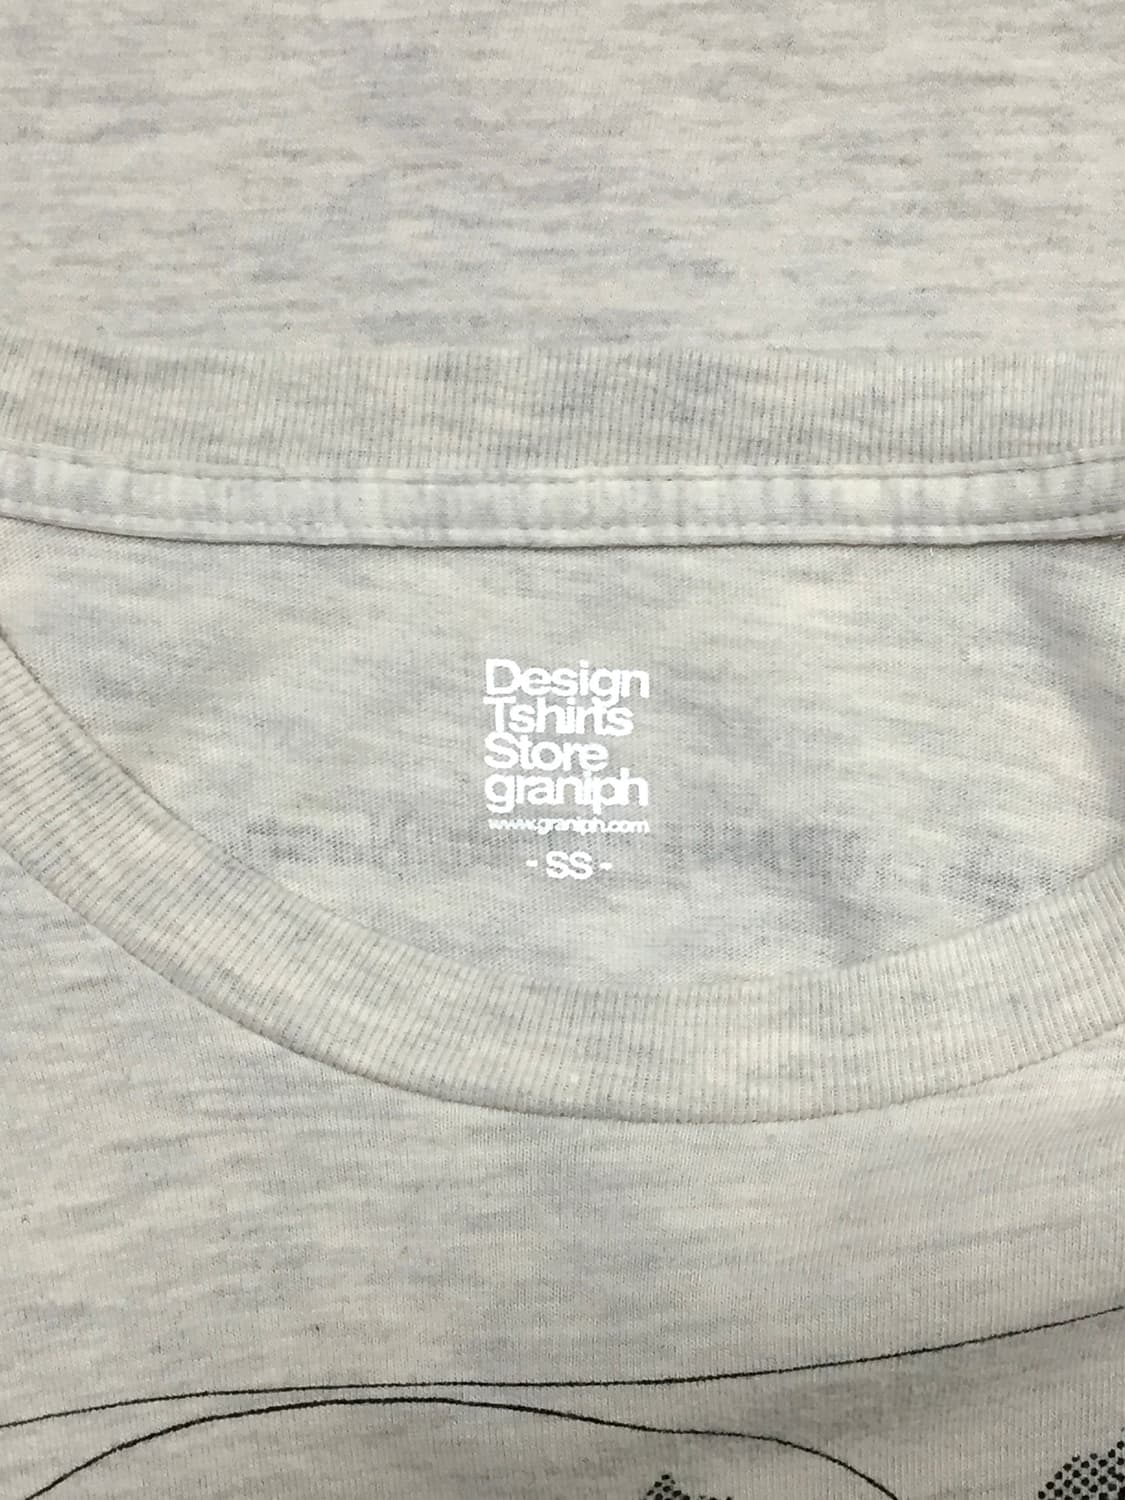 Design
Tshirts
Store
graniph
www.graniph.com
- SS -